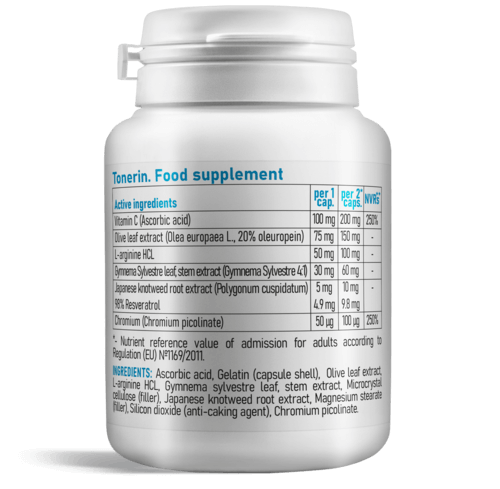 Tonerin. Food supplement
Active ingredients per 1 *cap. per 2* *caps. NVRs**
Vitamin C (Ascorbic acid) 100 mg 200 mg 250%
Olive leaf extract (Olea europaea L., 20% oleuropein) 75 mg 150 mg -
L-arginine HCL 50 mg 100 mg -
Gymnema Sylvestre leaf, stem extract (Gymnema Sylvestre 4:1) 30 mg 60 mg -
Japanese knotweed root extract (Polygonum cuspidatum) 5 mg 10 mg -
98% Resveratrol 4.9 mg 9.8 mg
Chromium (Chromium picolinate) 50 µg 100 µg 250%
*- Nutrient reference value of admission for adults according to
Regulation (EU) №1169/2011.
INGREDIENTS: Ascorbic acid, Gelatin (capsule shell), Olive leaf extract,
L-arginine HCL, Gymnema sylvestre leaf, stem extract, Microcrystal
cellulose (filler), Japanese knotweed root extract, Magnesium stearate
(filler), Silicon dioxide (anti-caking agent), Chromium picolinate.